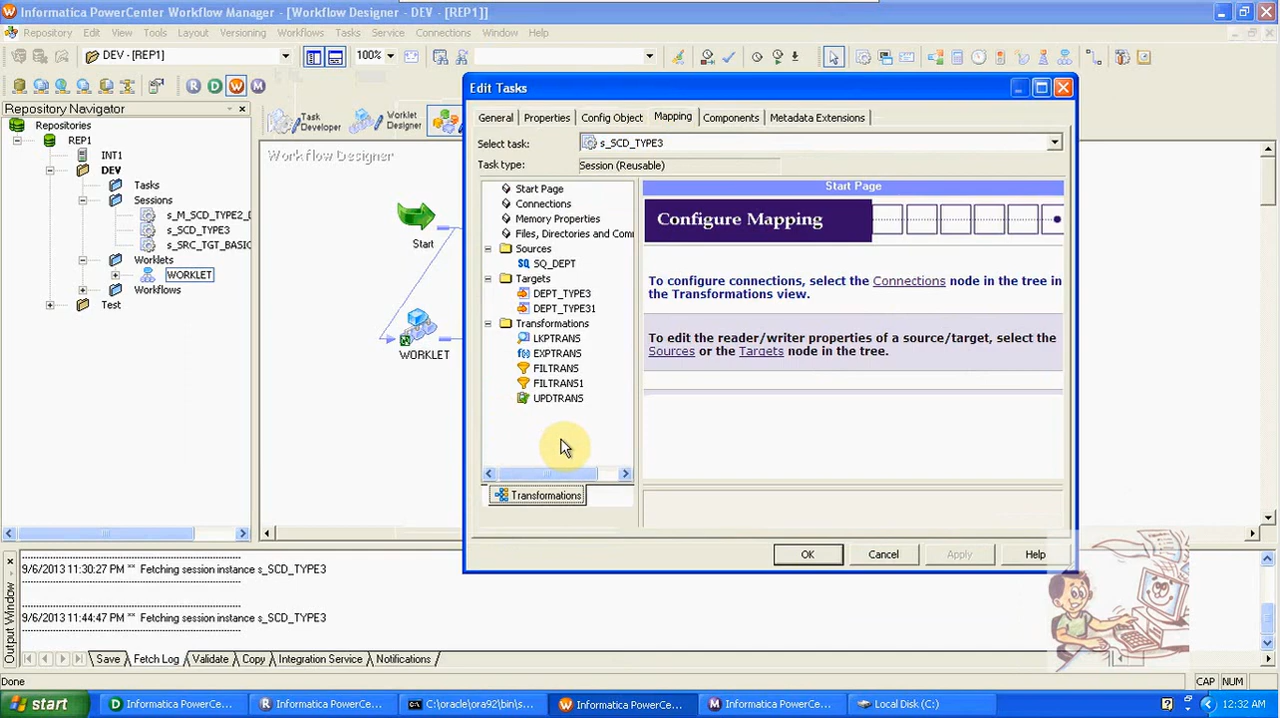 Informatica PowerCenter Workflow Manager - [Workflow Designer - DEV - [REP1]]
Repository Edit View Tools Layout Versioning Workflows Tasks Service Connections Window Help
DEV - [REP1]
100%
R D W M
Repository Navigator
Repositories
REP1
INT1
DEV
Tasks
Sessions
s_M_SCD_TYPE2_D
s_SCD_TYPE3
s_SRC_TGT_BASIC
Worklets
WORKLET
Workflows
Test
Task Developer
Worklet Designer
Workflow Designer
Start
WORKLET
Edit Tasks
General Properties Config Object Mapping Components Metadata Extensions
Select task: s_SCD_TYPE3
Task type: Session (Reusable)
Start Page
Connections
Memory Properties
Files, Directories and Com
Sources
SQ_DEPT
Targets
DEPT_TYPE3
DEPT_TYPE31
Transformations
LKPTRANS
EXPTRANS
FILTRANS
FILTRANS1
UPDTRANS
Transformations
Start Page
Configure Mapping
To configure connections, select the Connections node in the tree in
the Transformations view.
To edit the reader/writer properties of a source/target, select the
Sources or the Targets node in the tree.
OK Cancel Apply Help
Output Window
9/6/2013 11:30:27 PM ** Fetching session instance s_SCD_TYPE3
9/6/2013 11:44:47 PM ** Fetching session instance s_SCD_TYPE3
Save Fetch Log Validate Copy Integration Service Notifications
Done
CAP NUM
start
Informatica PowerCe...
Informatica PowerCe...
C:\oracle\ora92\bin\s...
Informatica PowerCe...
Informatica PowerCe...
Local Disk (C:)
12:32 AM